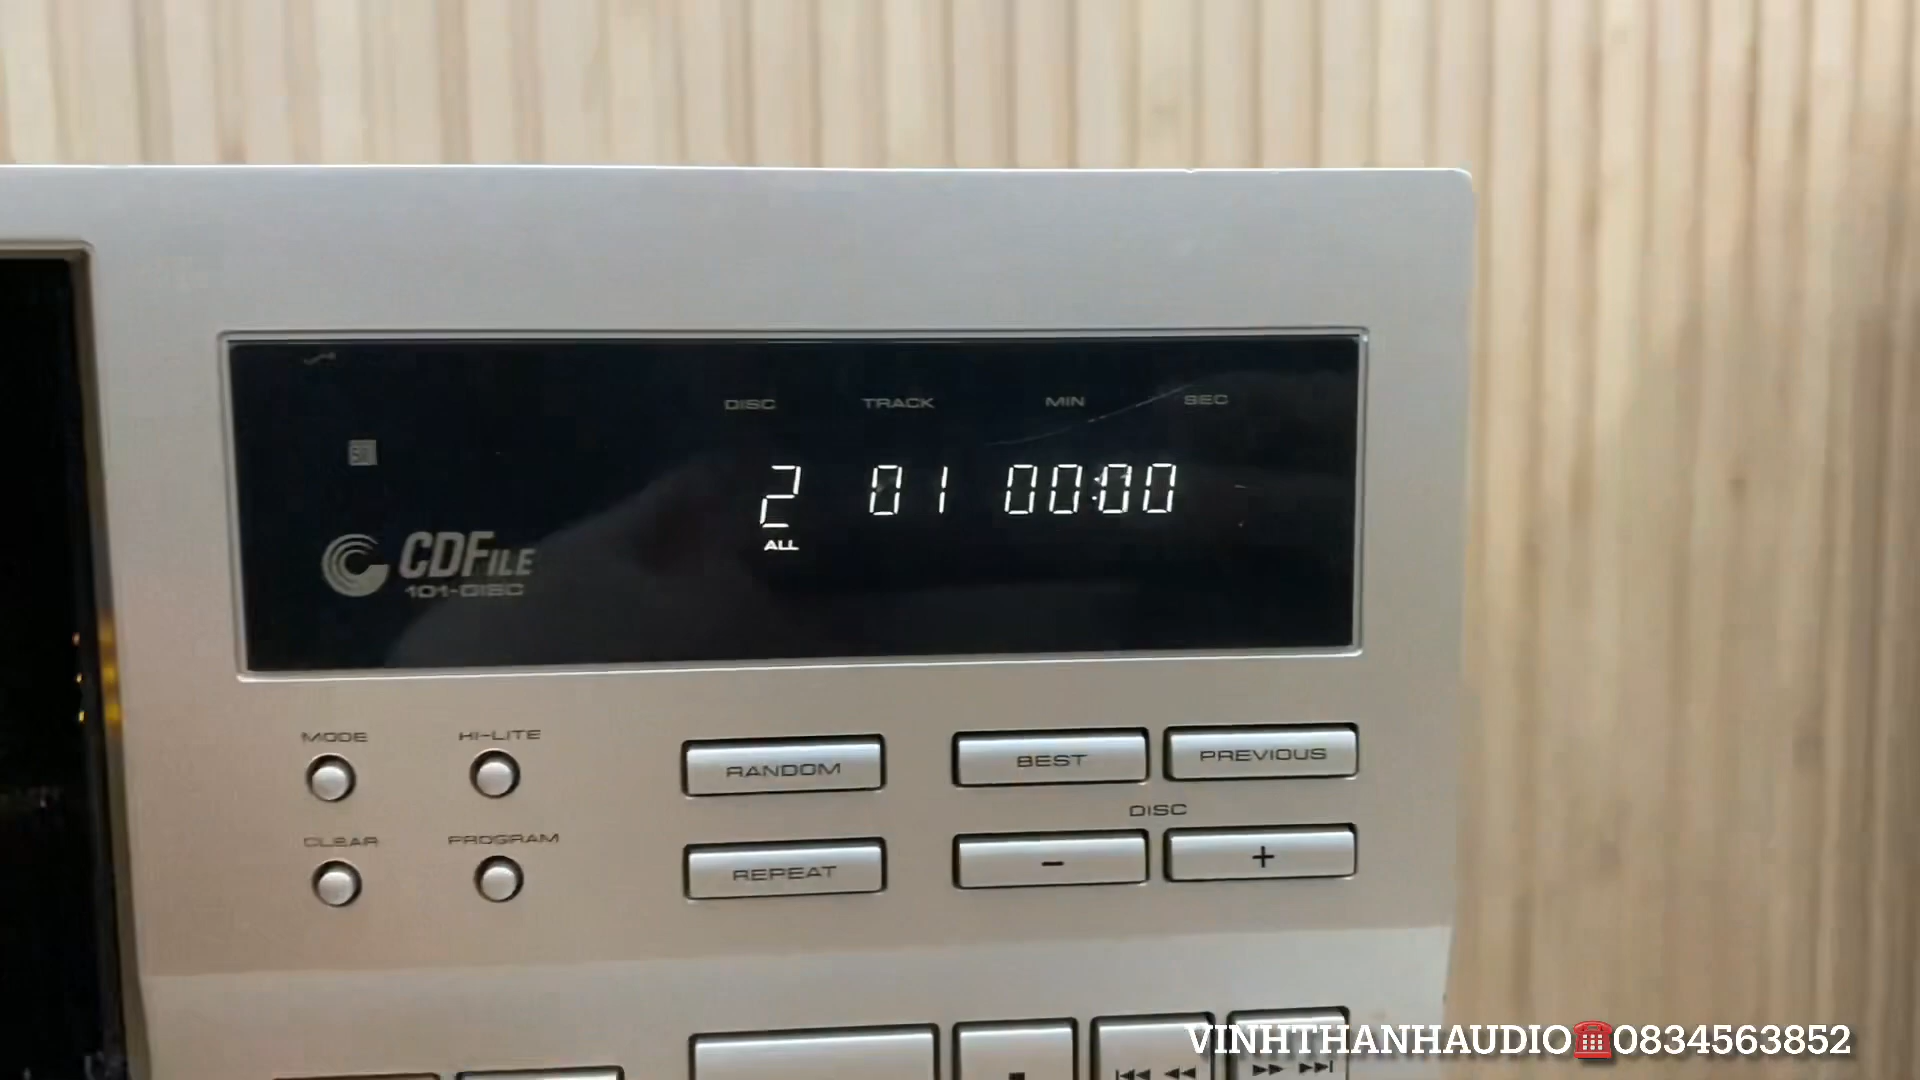 DISC TRACK MIN SEC
2 01 00:00
ALL
CDFILE
101-DISC
MODE HI-LITE
RANDOM BEST PREVIOUS
DISC
CLEAR PROGRAM
REPEAT - +
VINHTHANHAUDIO☎0834563852